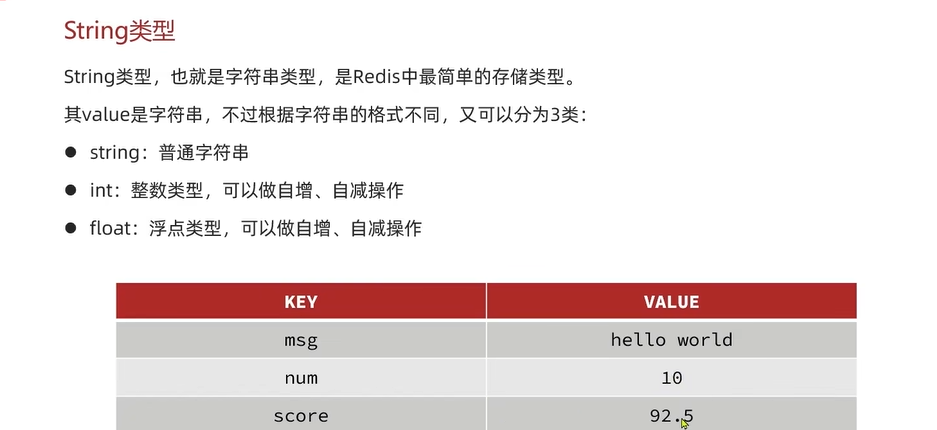 String类型
String类型，也就是字符串类型，是Redis中最简单的存储类型。
其value是字符串，不过根据字符串的格式不同，又可以分为3类：
● string：普通字符串
● int：整数类型，可以做自增、自减操作
● float：浮点类型，可以做自增、自减操作
KEY VALUE
msg hello world
num 10
score 92.5